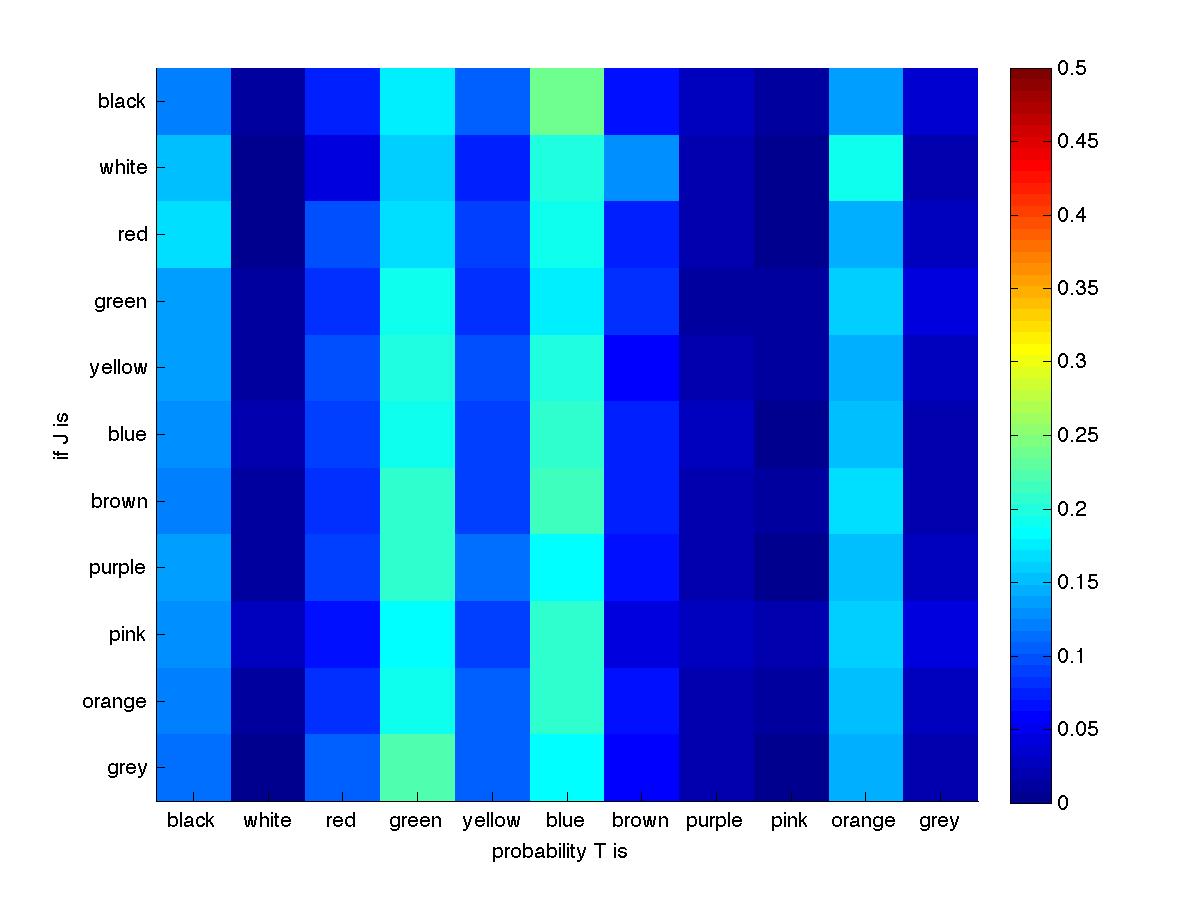 if J is
black
white
red
green
yellow
blue
brown
purple
pink
orange
grey
black white red green yellow blue brown purple pink orange grey
probability T is
0.5
0.45
0.4
0.35
0.3
0.25
0.2
0.15
0.1
0.05
0